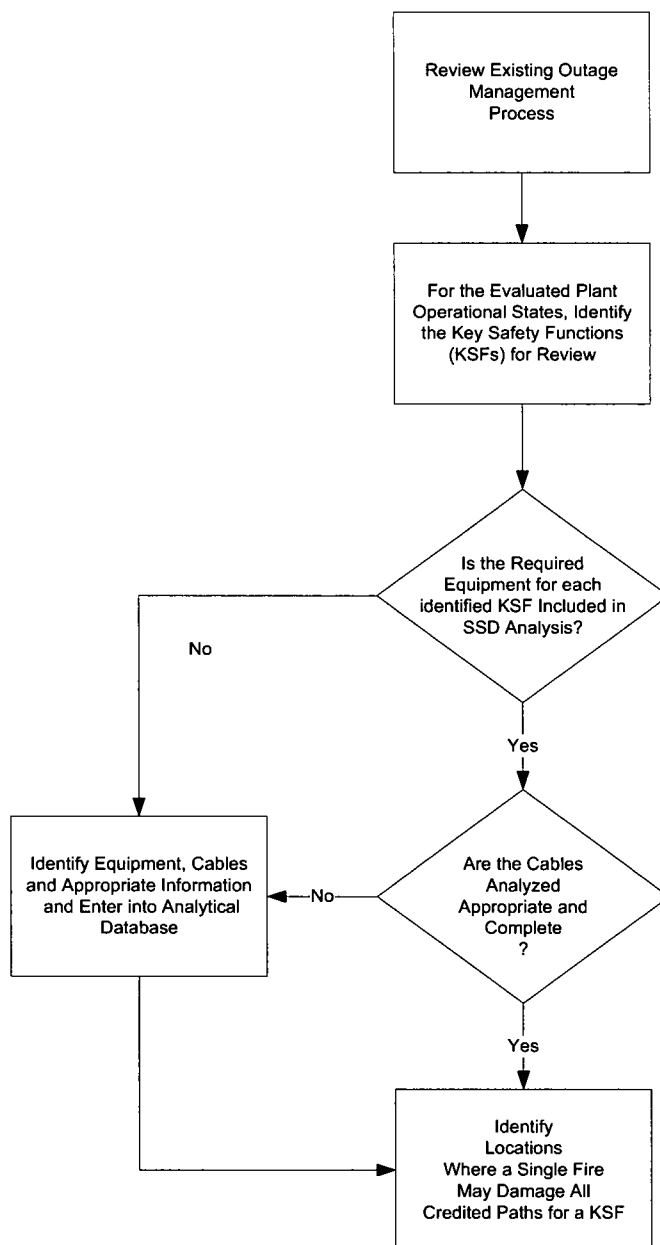 Review Existing Outage
Management
Process
For the Evaluated Plant
Operational States, Identify
the Key Safety Functions
(KSFs) for Review
Is the Required
Equipment for each
identified KSF Included in
SSD Analysis?
No
Yes
Identify Equipment, Cables
and Appropriate Information
and Enter into Analytical
Database
No
Are the Cables
Analyzed
Appropriate and
Complete
?
Yes
Identify
Locations
Where a Single Fire
May Damage All
Credited Paths for a KSF